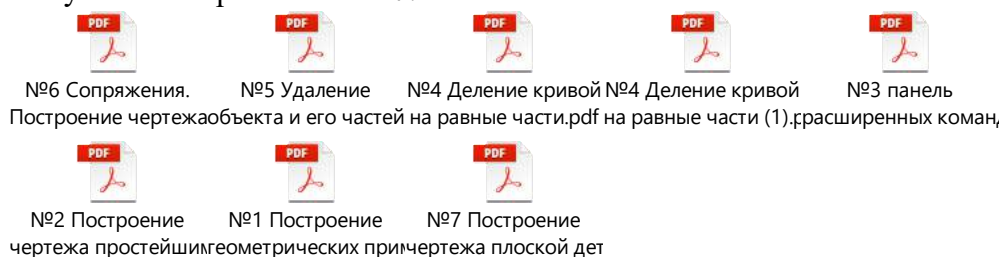 PDF PDF PDF PDF PDF
№6 Сопряжения. №5 Удаление №4 Деление кривой №4 Деление кривой №3 панель
Построение чертежа объекта и его частей на равные части.pdf на равные части (1).p расширенных команд
PDF PDF PDF
№2 Построение №1 Построение №7 Построение
чертежа простейшим геометрических прим чертежа плоской дет